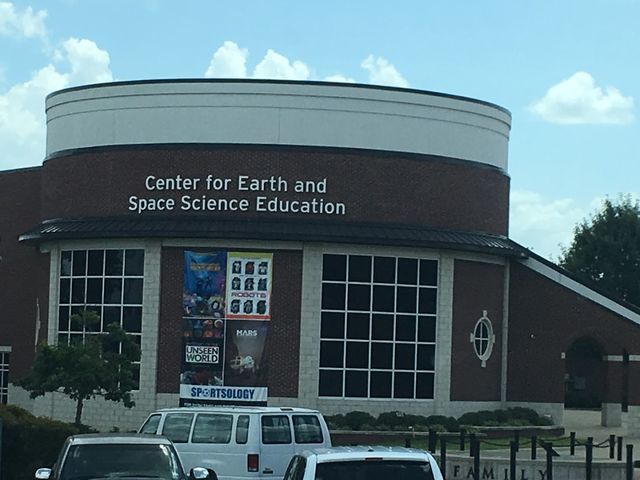 Center for Earth and
Space Science Education
ROBOTS
MARS
UNSEEN
WORLD
SPORTSOLOGY
FAMILY